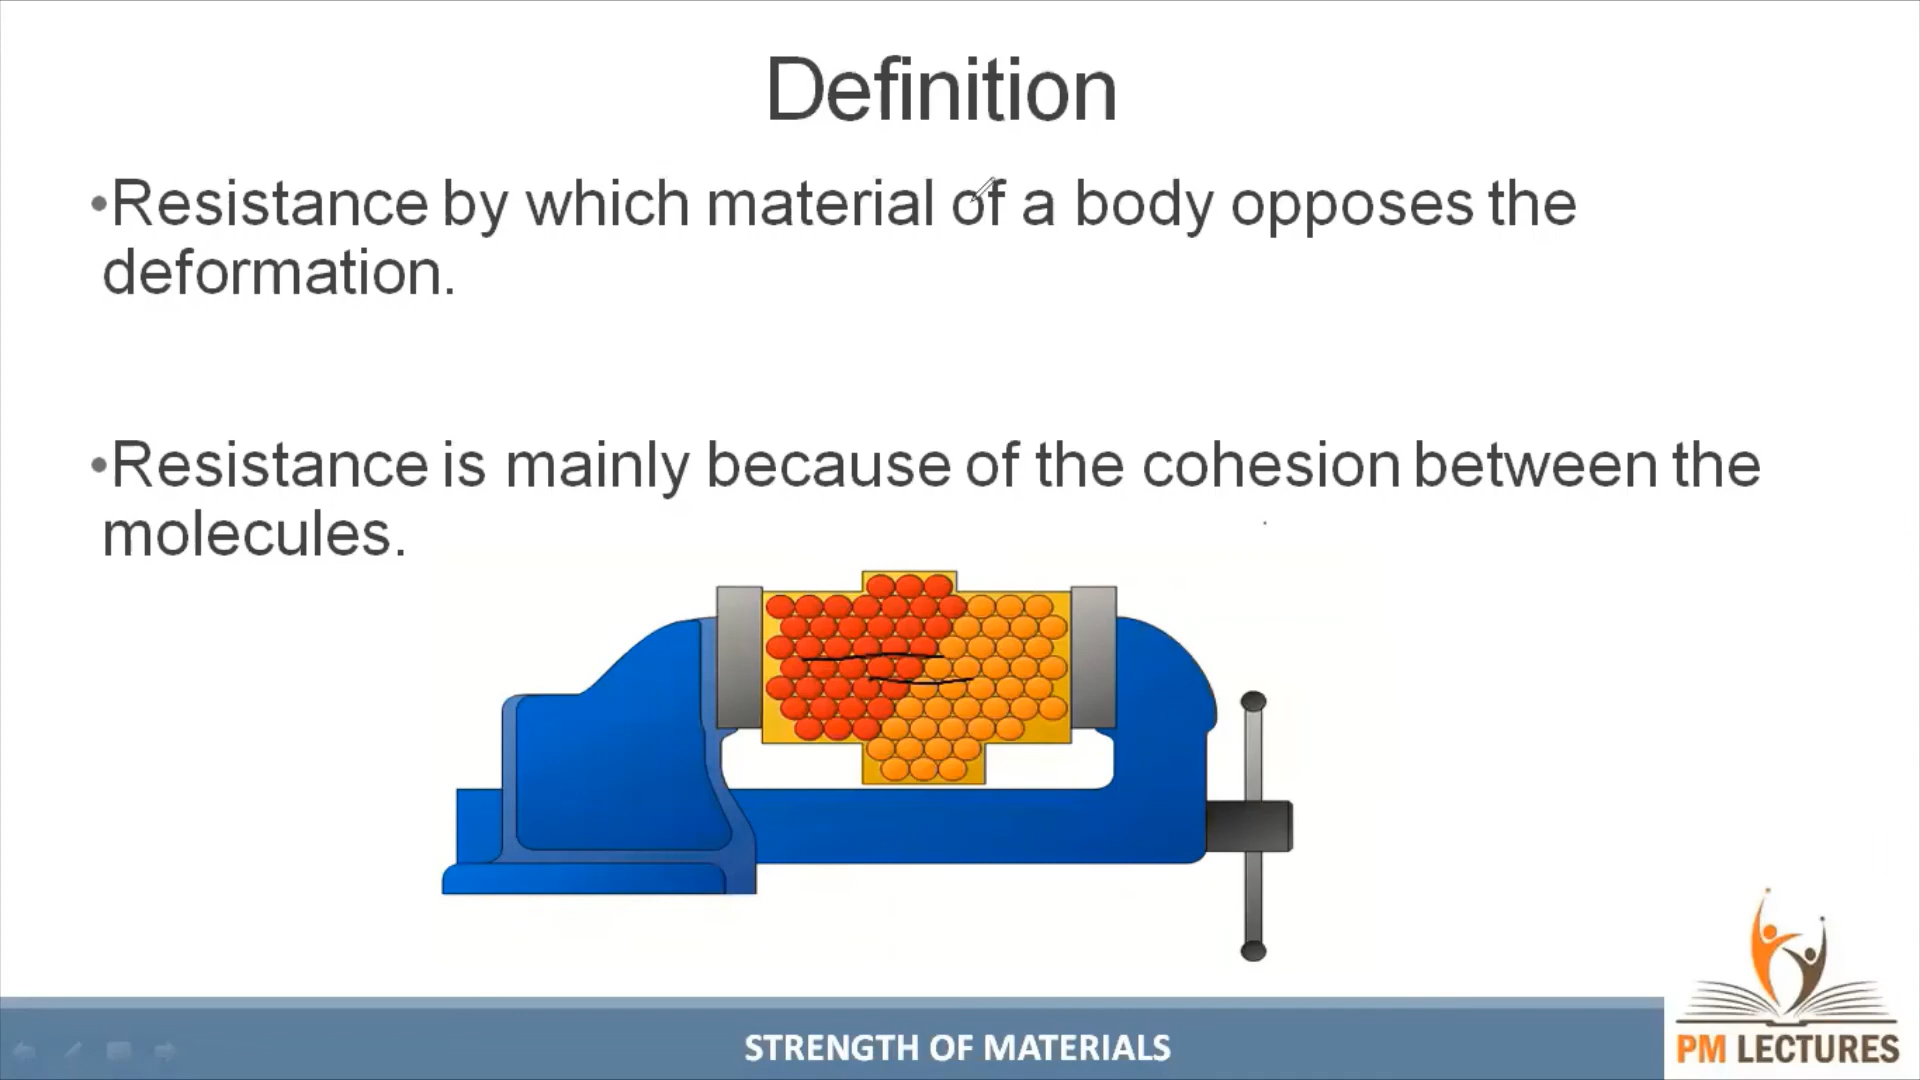 Definition
•Resistance by which material of a body opposes the
deformation.
•Resistance is mainly because of the cohesion between the
molecules.
STRENGTH OF MATERIALS
PM LECTURES